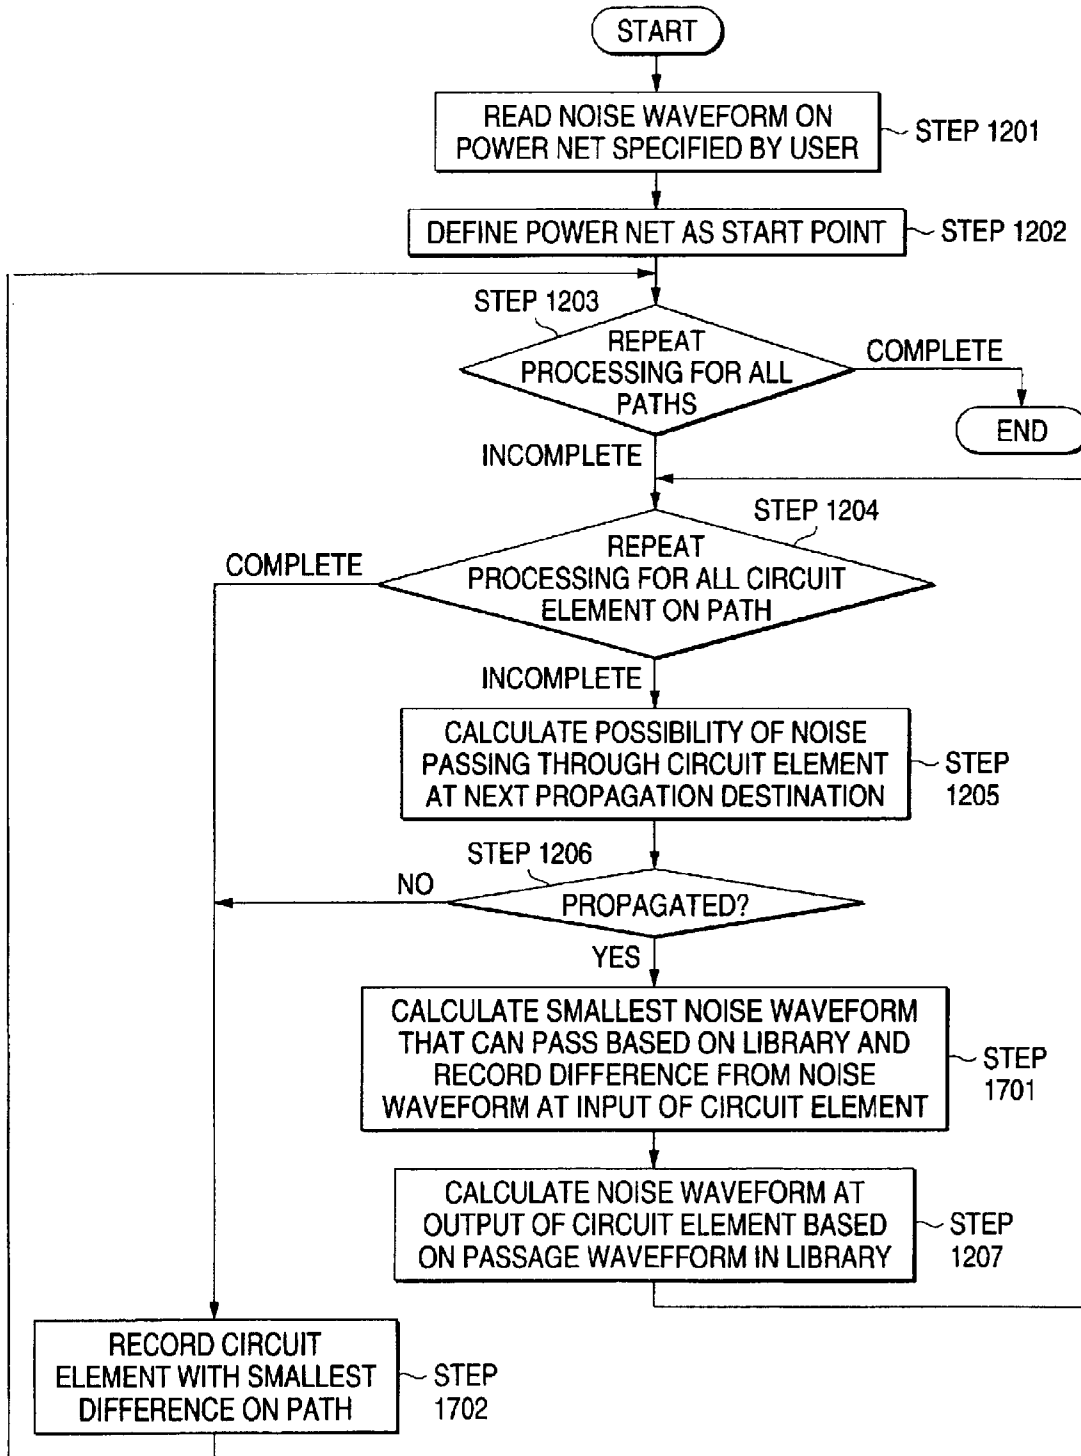 START
READ NOISE WAVEFORM ON
POWER NET SPECIFIED BY USER
STEP 1201
DEFINE POWER NET AS START POINT
STEP 1202
STEP 1203
REPEAT
PROCESSING FOR ALL
PATHS
COMPLETE
END
INCOMPLETE
STEP 1204
REPEAT
PROCESSING FOR ALL CIRCUIT
ELEMENT ON PATH
COMPLETE
INCOMPLETE
CALCULATE POSSIBILITY OF NOISE
PASSING THROUGH CIRCUIT ELEMENT
AT NEXT PROPAGATION DESTINATION
STEP
1205
STEP 1206
NO
PROPAGATED?
YES
CALCULATE SMALLEST NOISE WAVEFORM
THAT CAN PASS BASED ON LIBRARY AND
RECORD DIFFERENCE FROM NOISE
WAVEFORM AT INPUT OF CIRCUIT ELEMENT
STEP
1701
CALCULATE NOISE WAVEFORM AT
OUTPUT OF CIRCUIT ELEMENT BASED
ON PASSAGE WAVEFFORM IN LIBRARY
STEP
1207
RECORD CIRCUIT
ELEMENT WITH SMALLEST
DIFFERENCE ON PATH
STEP
1702